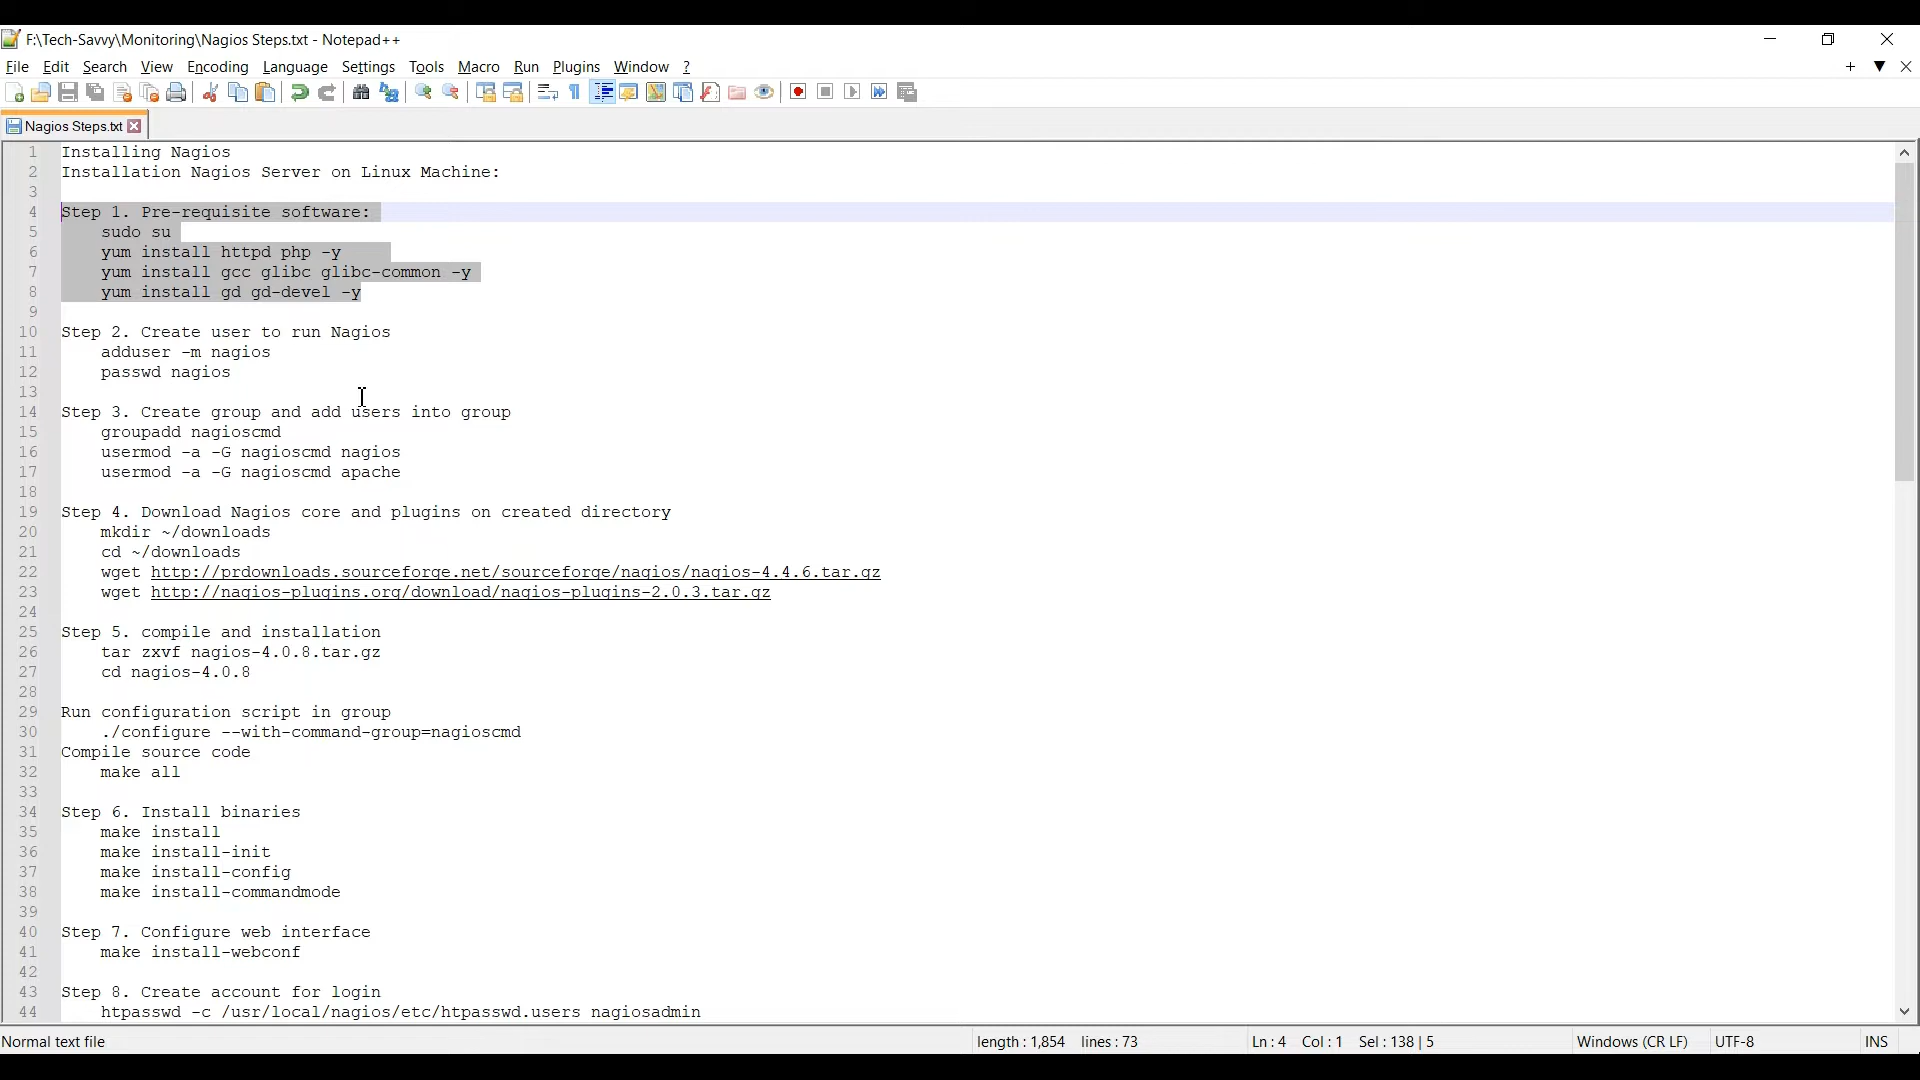 F:\Tech-Savvy\Monitoring\Nagios Steps.txt - Notepad++
File Edit Search View Encoding Language Settings Tools Macro Run Plugins Window ?
Nagios Steps.txt
1 Installing Nagios
2 Installation Nagios Server on Linux Machine:
3
4 Step 1. Pre-requisite software:
5 sudo su
6 yum install httpd php -y
7 yum install gcc glibc glibc-common -y
8 yum install gd gd-devel -y
9
10 Step 2. Create user to run Nagios
11 adduser -m nagios
12 passwd nagios
13
14 Step 3. Create group and add users into group
15 groupadd nagioscmd
16 usermod -a -G nagioscmd nagios
17 usermod -a -G nagioscmd apache
18
19 Step 4. Download Nagios core and plugins on created directory
20 mkdir ~/downloads
21 cd ~/downloads
22 wget http://prdownloads.sourceforge.net/sourceforge/nagios/nagios-4.4.6.tar.gz
23 wget http://nagios-plugins.org/download/nagios-plugins-2.0.3.tar.gz
24
25 Step 5. compile and installation
26 tar zxvf nagios-4.0.8.tar.gz
27 cd nagios-4.0.8
28
29 Run configuration script in group
30 ./configure --with-command-group=nagioscmd
31 Compile source code
32 make all
33
34 Step 6. Install binaries
35 make install
36 make install-init
37 make install-config
38 make install-commandmode
39
40 Step 7. Configure web interface
41 make install-webconf
42
43 Step 8. Create account for login
44 htpasswd -c /usr/local/nagios/etc/htpasswd.users nagiosadmin
Normal text file length : 1,854 lines : 73 Ln : 4 Col : 1 Sel : 138 | 5 Windows (CR LF) UTF-8 INS